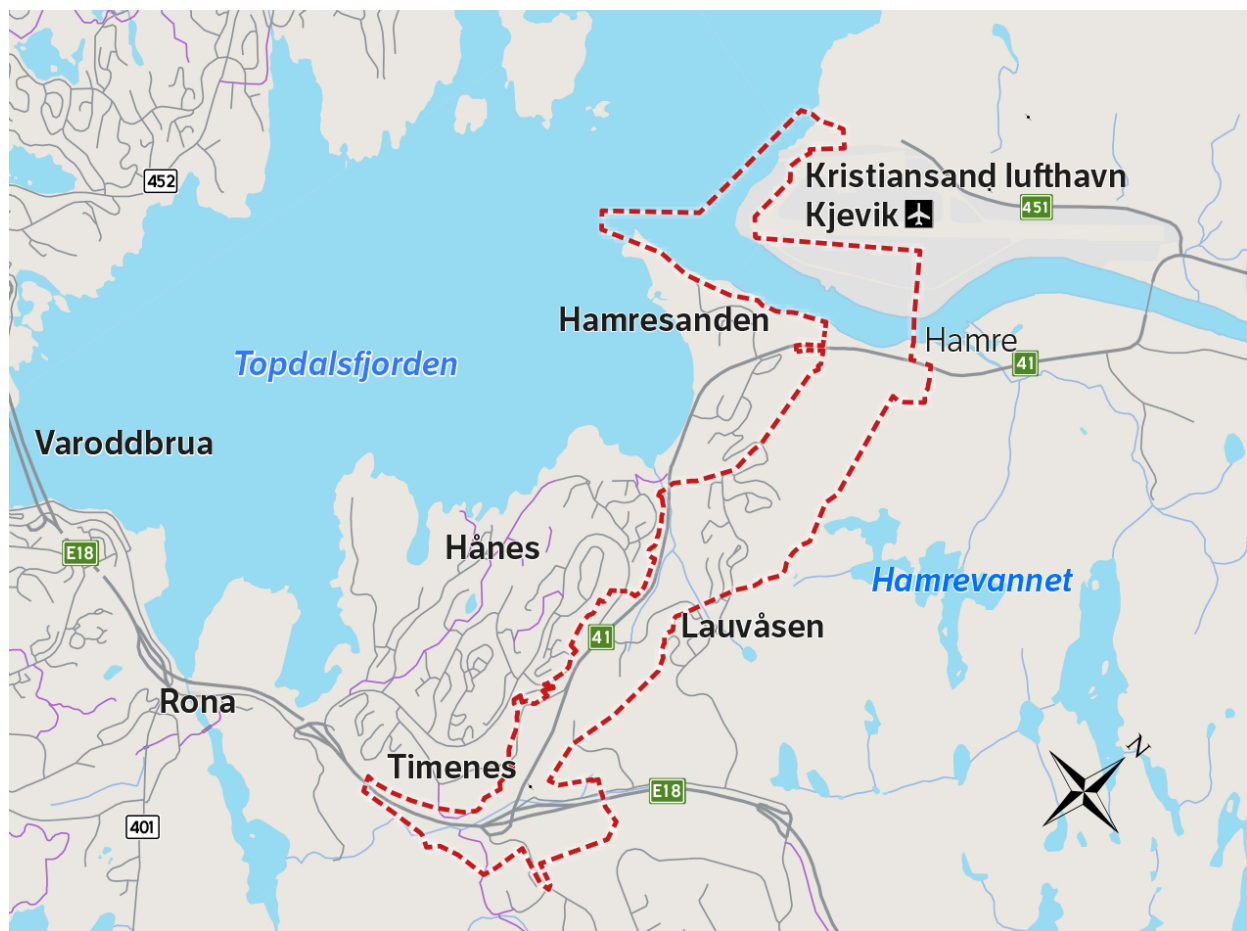 452
Kristiansand lufthavn
Kjevik
451
Hamresanden
Hamre
Topdalsfjorden
41
Varoddbrua
E18
Hånes
Hamrevannet
41
Lauvåsen
Rona
N
Timenes
E18
401